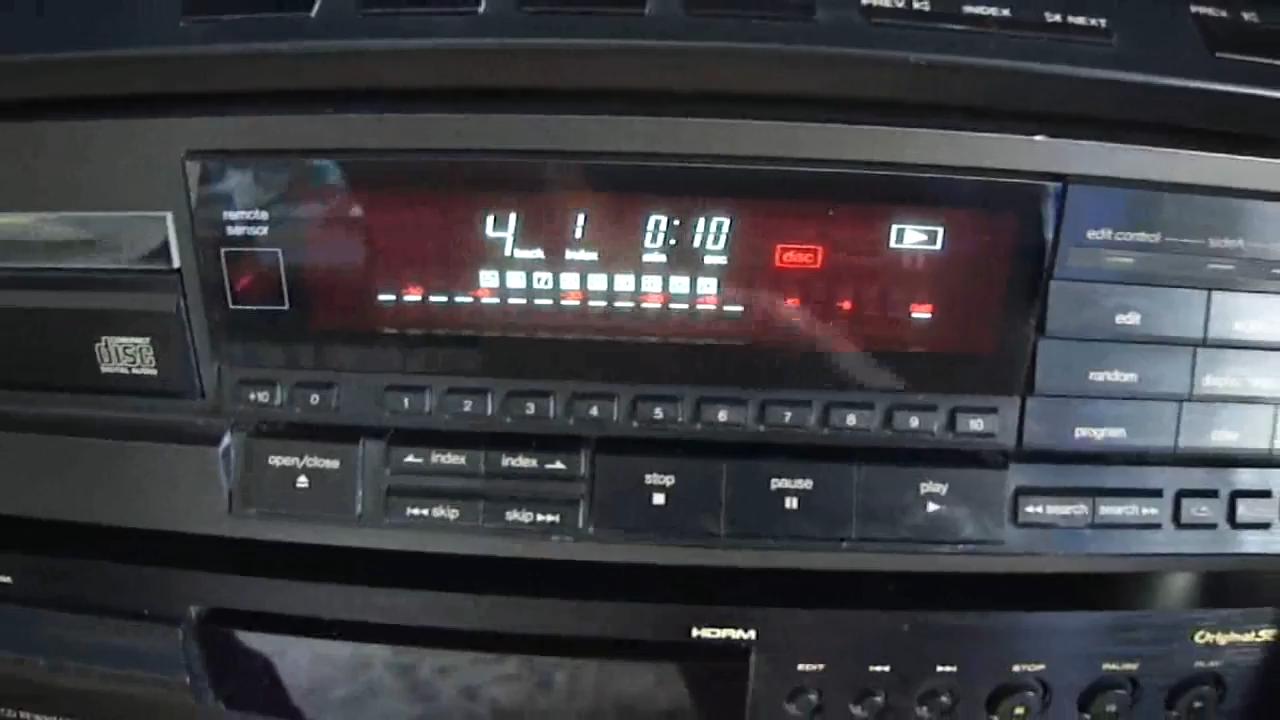 PREV INDEX NEXT PREV
remote
sensor
4 1 0:10
track index min sec
disc
edit control sideA
COMPACT
disc
DIGITAL AUDIO
edit
random
program
+10 0 1 2 3 4 5 6 7 8 9 10
open/close
index index
skip skip
stop
pause
play
search search
HDRM
EDIT STOP PAUSE PLAY